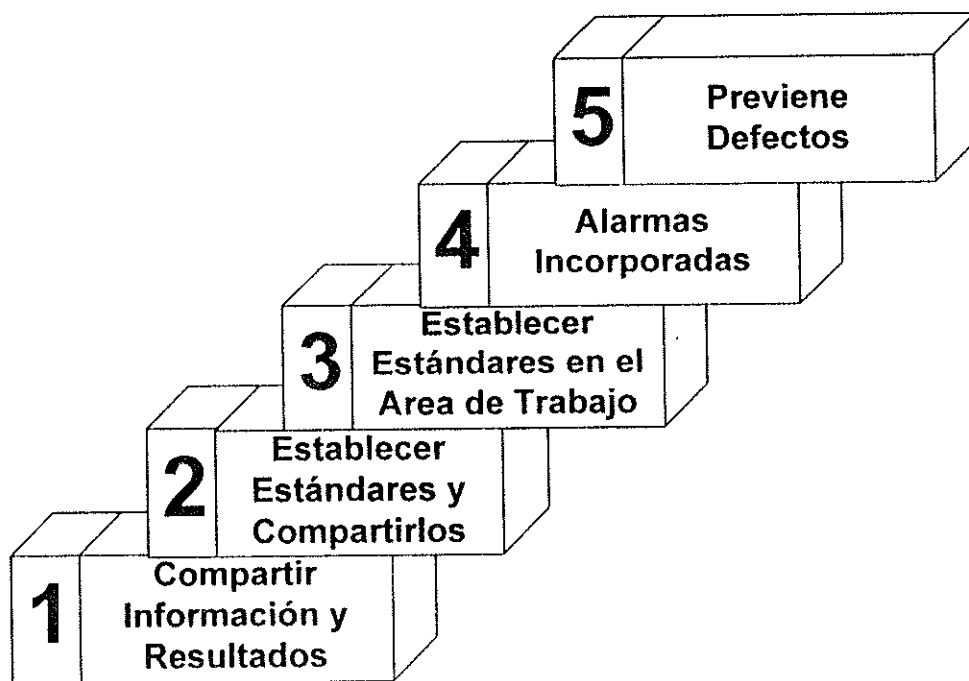 5
Previene
Defectos
4
Alarmas
Incorporadas
3
Establecer
Estándares en el
Area de Trabajo
2
Establecer
Estándares y
Compartirlos
1
Compartir
Información y
Resultados